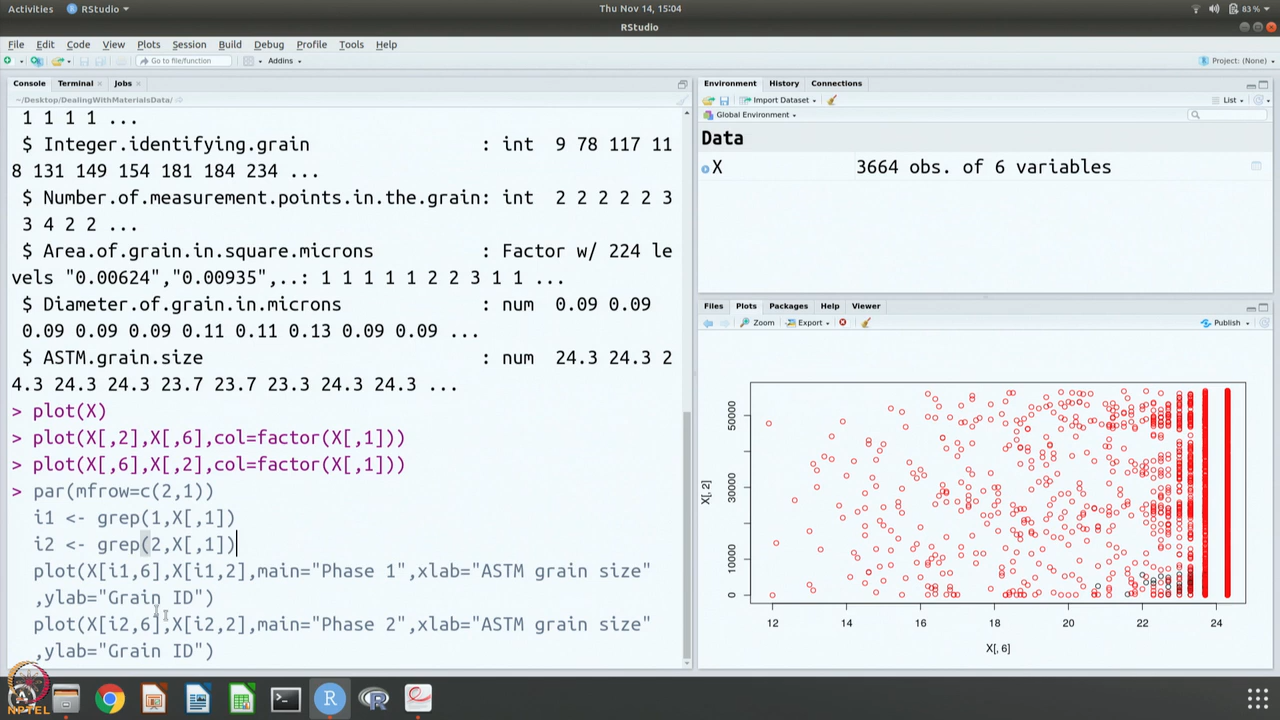 Activities RStudio Thu Nov 14, 15:04 83 %
RStudio
File Edit Code View Plots Session Build Debug Profile Tools Help
Go to file/function Addins Project: (None)
Console Terminal Jobs
~/Desktop/DealingWithMaterialsData/
1 1 1 1 ...
$ Integer.identifying.grain : int 9 78 117 11
8 131 149 154 181 184 234 ...
$ Number.of.measurement.points.in.the.grain: int 2 2 2 2 2 3
3 4 2 2 ...
$ Area.of.grain.in.square.microns : Factor w/ 224 le
vels "0.00624","0.00935",..: 1 1 1 1 1 2 2 3 1 1 ...
$ Diameter.of.grain.in.microns : num 0.09 0.09
0.09 0.09 0.09 0.11 0.11 0.13 0.09 0.09 ...
$ ASTM.grain.size : num 24.3 24.3 2
4.3 24.3 24.3 23.7 23.7 23.3 24.3 24.3 ...
> plot(X)
> plot(X[,2],X[,6],col=factor(X[,1]))
> plot(X[,6],X[,2],col=factor(X[,1]))
> par(mfrow=c(2,1))
i1 <- grep(1,X[,1])
i2 <- grep(2,X[,1])
plot(X[i1,6],X[i1,2],main="Phase 1",xlab="ASTM grain size"
,ylab="Grain ID")
plot(X[i2,6],X[i2,2],main="Phase 2",xlab="ASTM grain size"
,ylab="Grain ID")
Environment History Connections
Import Dataset List
Global Environment
Data
X 3664 obs. of 6 variables
Files Plots Packages Help Viewer
Zoom Export Publish
X[, 2]
50000
30000
10000
0
12 14 16 18 20 22 24
X[, 6]
NPTEL